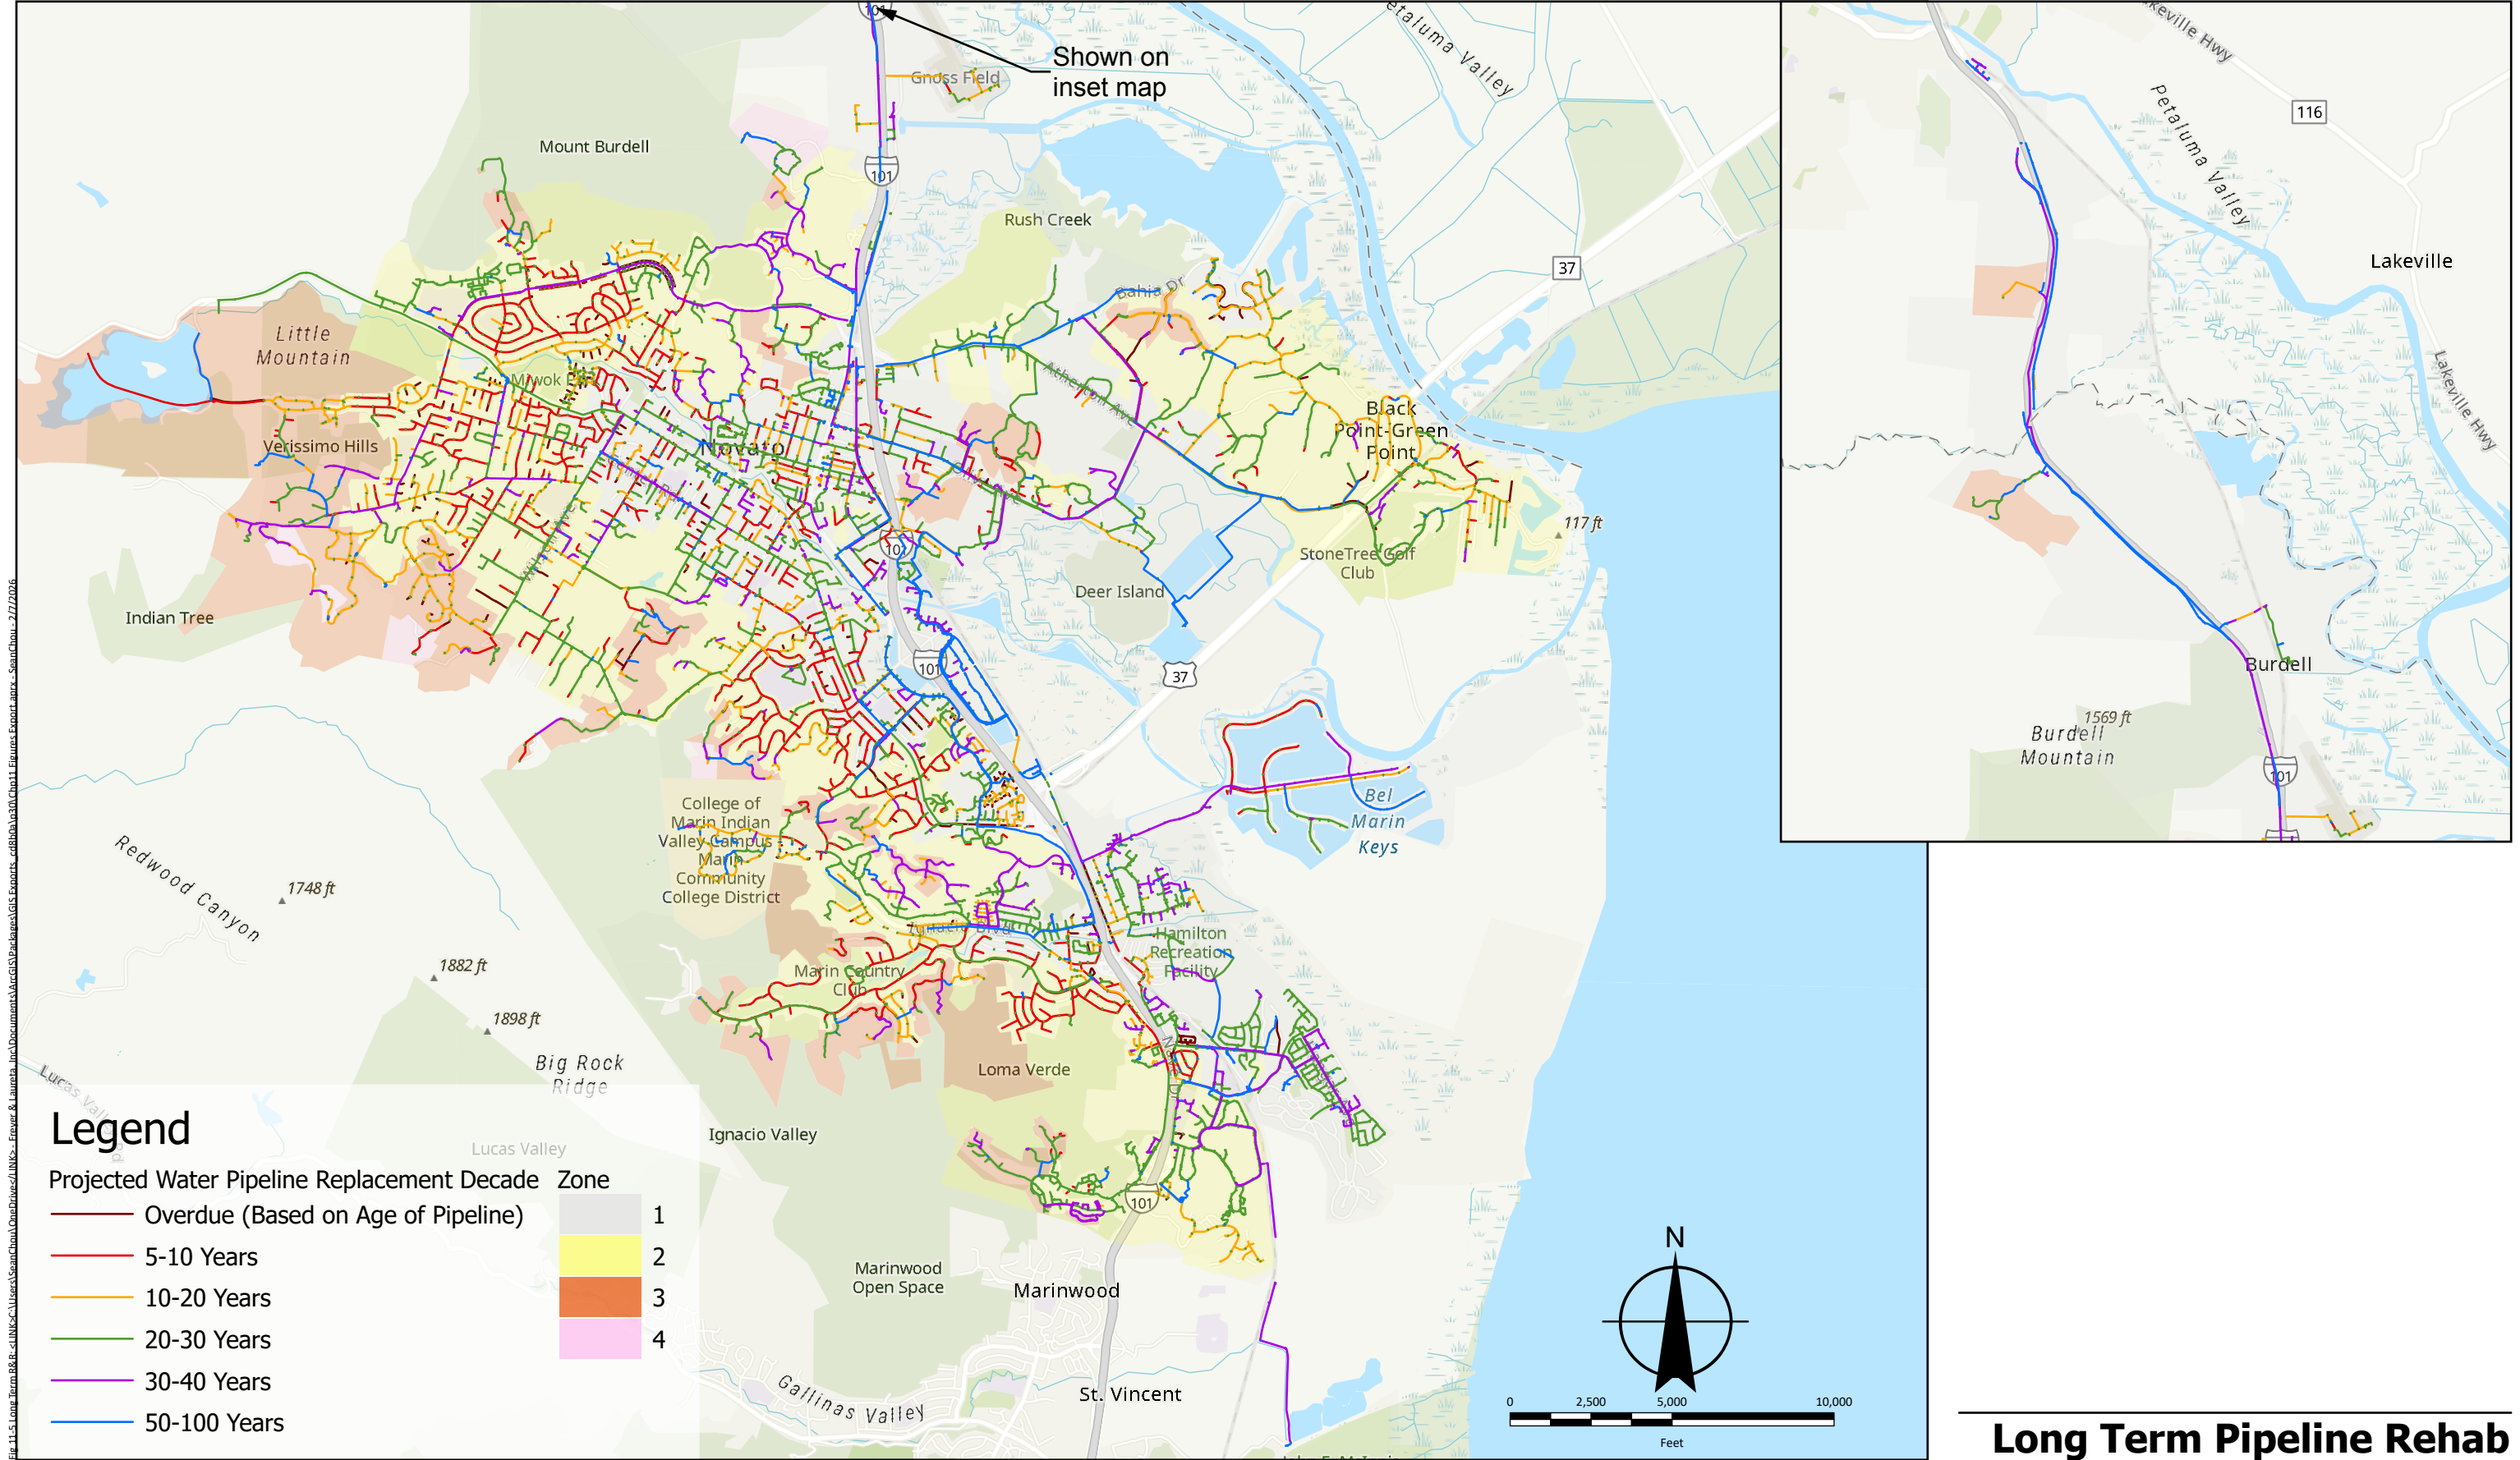 101
Shown on
inset map
Gnoss Field
Petaluma Valley
Mount Burdell
101
Rush Creek
37
Bahia Dr
Little
Mountain
Miwok Park
Atherton Ave
Black
Point-Green
Point
Verissimo Hills
Novato
117 ft
101
StoneTree Golf
Club
Deer Island
Indian Tree
101
37
Bel
Marin
Keys
College of
Marin Indian
Valley Campus -
Marin
Community
College District
Redwood Canyon
1748 ft
Ignacio Blvd
Hamilton
Recreation
Facility
1882 ft
Marin Country
Club
1898 ft
Big Rock
Ridge
Loma Verde
Lucas Valley
Ignacio Valley
101
Marinwood
Open Space
Marinwood
St. Vincent
Gallinas Valley
Lakeville Hwy
116
Petaluma Valley
Lakeville
Lakeville Hwy
Burdell
1569 ft
Burdell
Mountain
101
Legend
Projected Water Pipeline Replacement Decade
Overdue (Based on Age of Pipeline)
5-10 Years
10-20 Years
20-30 Years
30-40 Years
50-100 Years
Zone
1
2
3
4
N
0 2,500 5,000 10,000
Feet
Long Term Pipeline Rehab